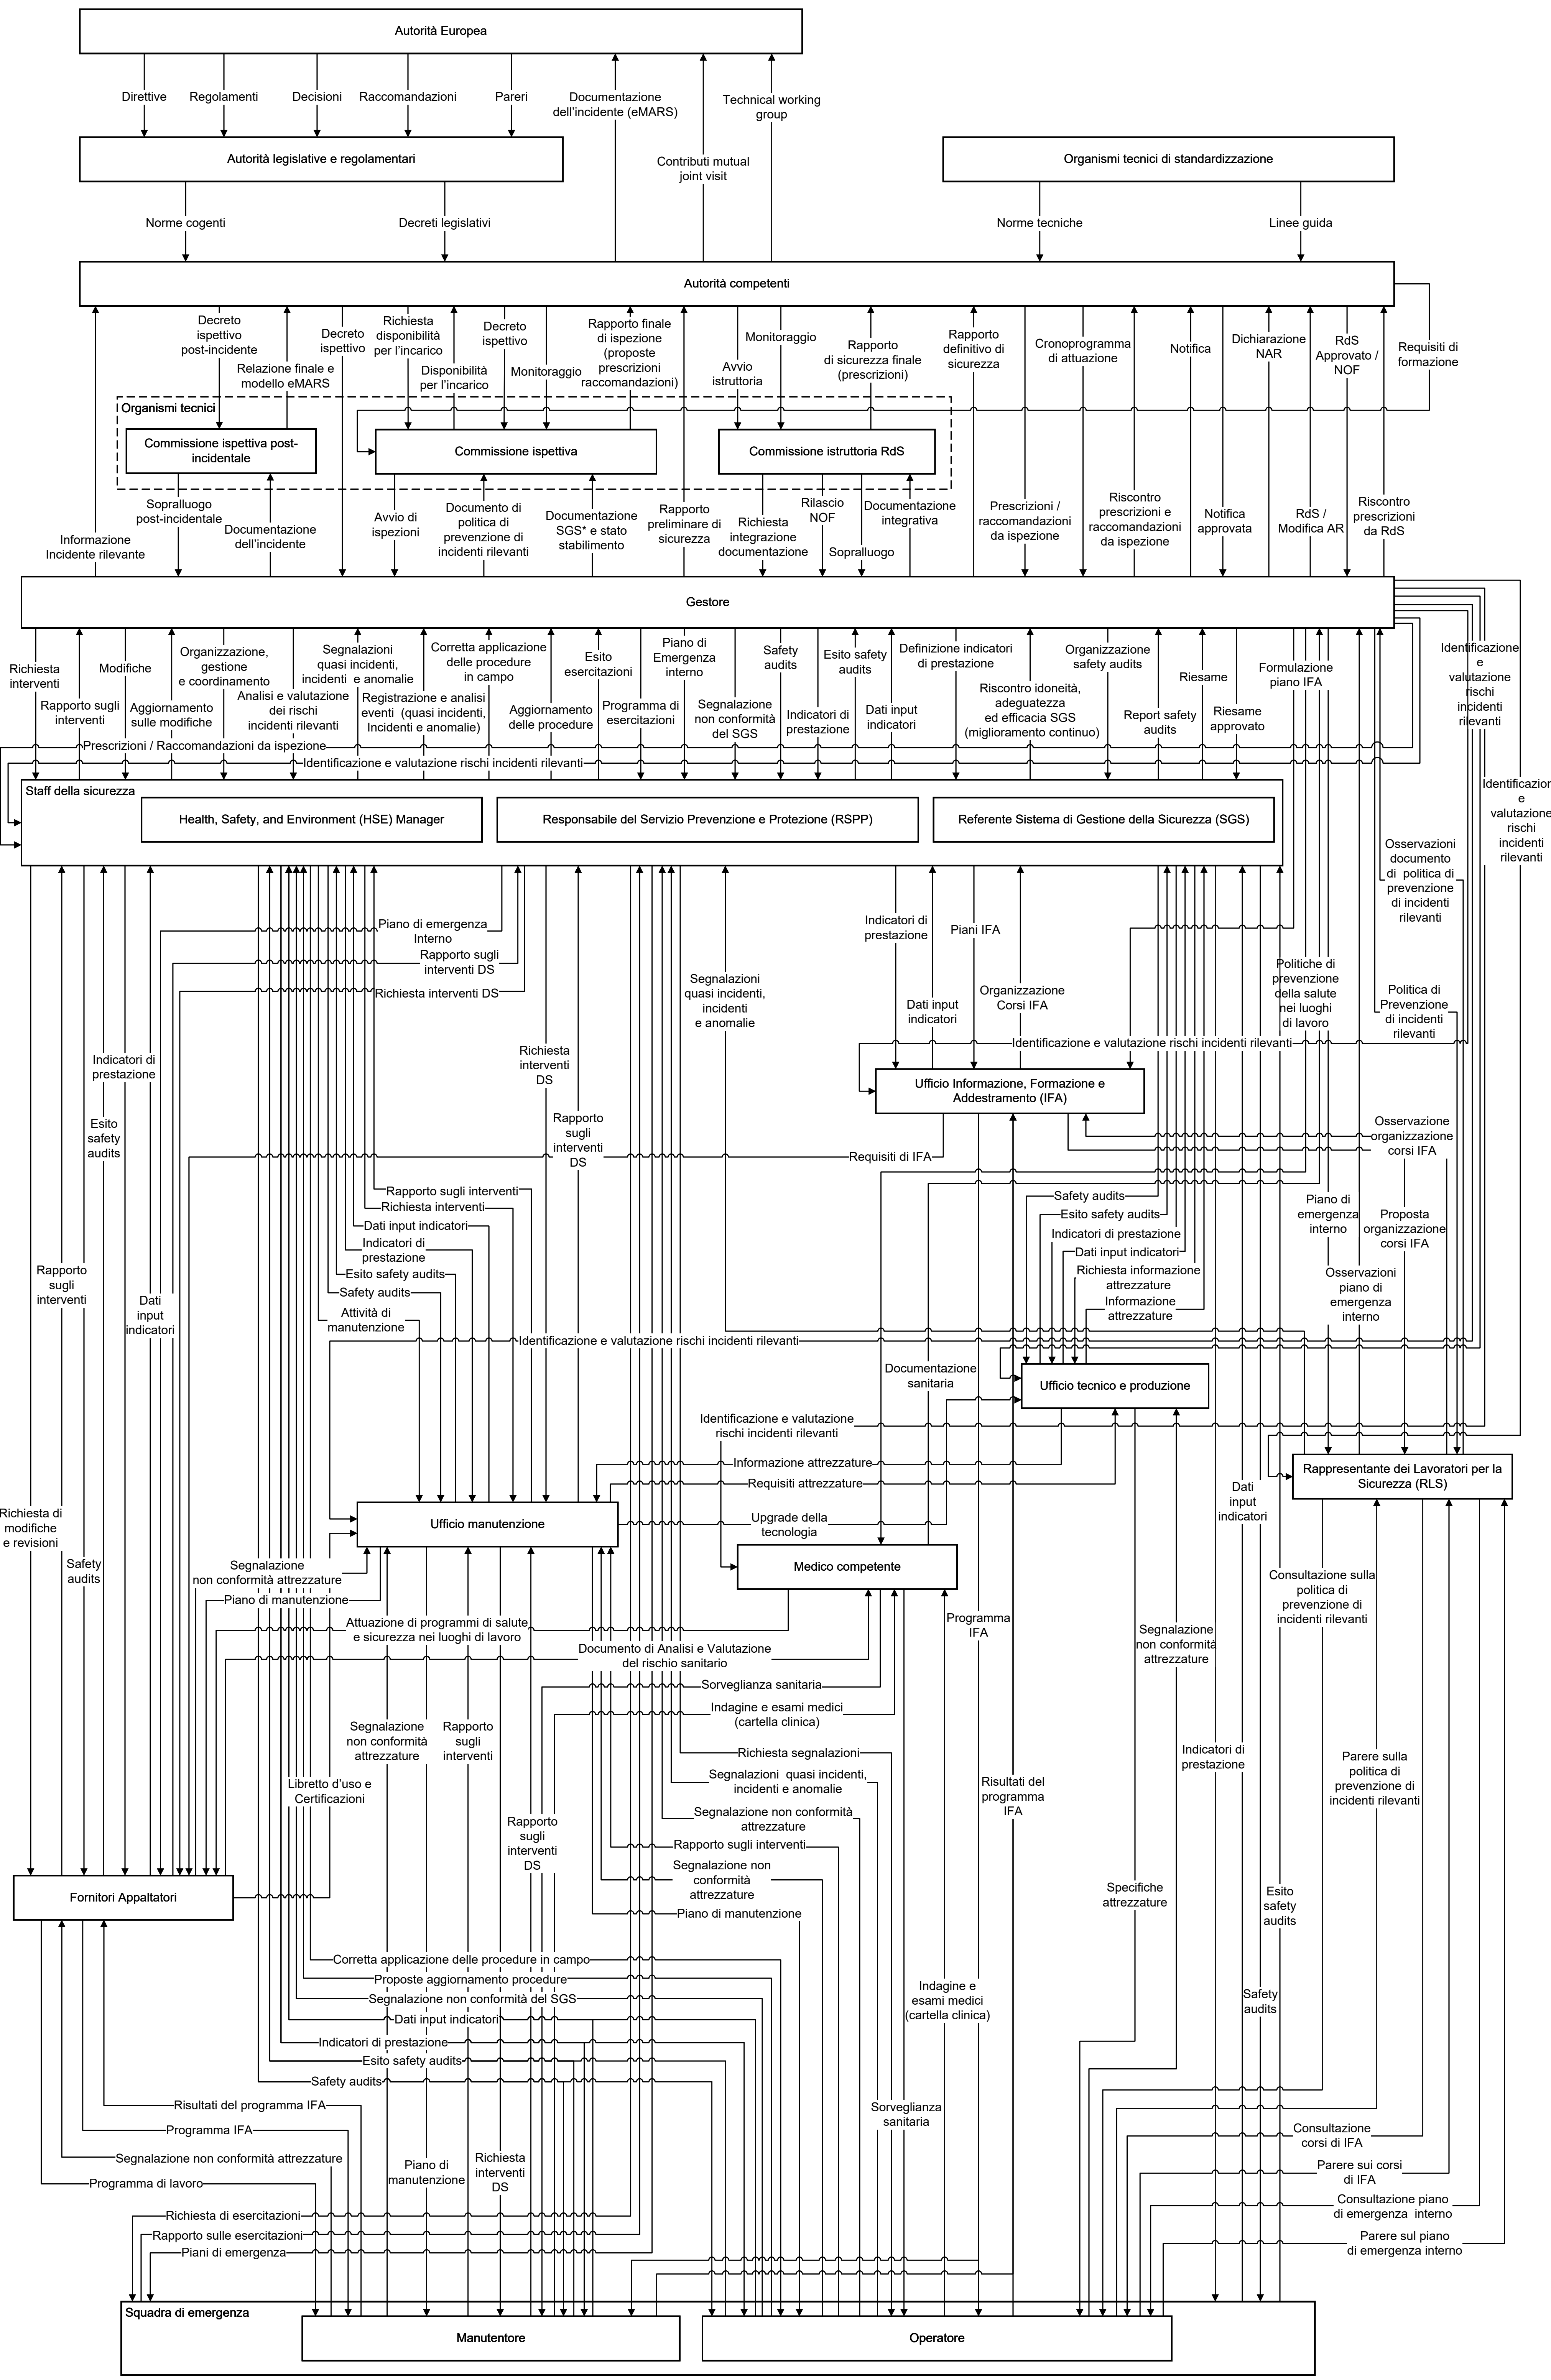 Autorità Europea
Direttive
Regolamenti
Decisioni
Raccomandazioni
Pareri
Documentazione
dell'incidente (eMARS)
Technical working
group
Contributi mutual
joint visit
Autorità legislative e regolamentari
Organismi tecnici di standardizzazione
Norme cogenti
Decreti legislativi
Norme tecniche
Linee guida
Autorità competenti
Decreto
ispettivo
post-incidente
Relazione finale e
modello eMARS
Decreto
ispettivo
Richiesta
disponibilità
per l'incarico
Disponibilità
per l'incarico
Decreto
ispettivo
Monitoraggio
Rapporto finale
di ispezione
(proposte
prescrizioni
raccomandazioni)
Avvio
istruttoria
Monitoraggio
Rapporto
di sicurezza finale
(prescrizioni)
Rapporto
definitivo di
sicurezza
Cronoprogramma
di attuazione
Notifica
Dichiarazione
NAR
RdS
Approvato /
NOF
Requisiti di
formazione
Organismi tecnici
Commissione ispettiva post-
incidentale
Commissione ispettiva
Commissione istruttoria RdS
Informazione
Incidente rilevante
Sopralluogo
post-incidentale
Documentazione
dell'incidente
Avvio di
ispezioni
Documento di
politica di
prevenzione di
incidenti rilevanti
Documentazione
SGS* e stato
stabilimento
Rapporto
preliminare di
sicurezza
Richiesta
integrazione
documentazione
Rilascio
NOF
Sopralluogo
Documentazione
integrativa
Prescrizioni /
raccomandazioni
da ispezione
Riscontro
prescrizioni e
raccomandazioni
da ispezione
Notifica
approvata
RdS /
Modifica AR
Riscontro
prescrizioni
da RdS
Gestore
Richiesta
interventi
Rapporto sugli
interventi
Modifiche
Aggiornamento
sulle modifiche
Organizzazione,
gestione
e coordinamento
Analisi e valutazione
dei rischi
incidenti rilevanti
Segnalazioni
quasi incidenti,
incidenti e anomalie
Registrazione e analisi
eventi (quasi incidenti,
Incidenti e anomalie)
Corretta applicazione
delle procedure
in campo
Aggiornamento
delle procedure
Esito
esercitazioni
Programma di
esercitazioni
Piano di
Emergenza
interno
Segnalazione
non conformità
del SGS
Safety
audits
Indicatori di
prestazione
Esito safety
audits
Dati input
indicatori
Definizione indicatori
di prestazione
Riscontro idoneità,
adeguatezza
ed efficacia SGS
(miglioramento continuo)
Organizzazione
safety audits
Report safety
audits
Riesame
Riesame
approvato
Formulazione
piano IFA
Identificazione
e
valutazione
rischi
incidenti
rilevanti
Prescrizioni / Raccomandazioni da ispezione
Identificazione e valutazione rischi incidenti rilevanti
Staff della sicurezza
Health, Safety, and Environment (HSE) Manager
Responsabile del Servizio Prevenzione e Protezione (RSPP)
Referente Sistema di Gestione della Sicurezza (SGS)
e
valutazione
rischi
incidenti
rilevanti
Osservazioni
documento
di politica di
prevenzione
di incidenti
rilevanti
Piano di emergenza
Interno
Rapporto sugli
interventi DS
Richiesta interventi DS
Segnalazioni
quasi incidenti,
incidenti
e anomalie
Indicatori di
prestazione
Piani IFA
Dati input
indicatori
Organizzazione
Corsi IFA
Politiche di
prevenzione
della salute
nei luoghi
di lavoro
Politica di
Prevenzione
di incidenti
rilevanti
Identificazione e valutazione rischi incidenti rilevanti
Indicatori di
prestazione
Richiesta
interventi
DS
Esito
safety
audits
Rapporto
sugli
interventi
DS
Ufficio Informazione, Formazione e
Addestramento (IFA)
Requisiti di IFA
Osservazione
organizzazione
corsi IFA
Rapporto sugli interventi
Richiesta interventi
Dati input indicatori
Indicatori di
prestazione
Esito safety audits
Safety audits
Attività di
manutenzione
Safety audits
Esito safety audits
Indicatori di prestazione
Dati input indicatori
Richiesta informazione
attrezzature
Informazione
attrezzature
Piano di
emergenza
interno
Proposta
organizzazione
corsi IFA
Osservazioni
piano di
emergenza
interno
Rapporto
sugli
interventi
Dati
input
indicatori
Identificazione e valutazione rischi incidenti rilevanti
Documentazione
sanitaria
Ufficio tecnico e produzione
Identificazione e valutazione
rischi incidenti rilevanti
Informazione attrezzature
Requisiti attrezzature
Rappresentante dei Lavoratori per la
Sicurezza (RLS)
Dati
input
indicatori
Richiesta di
modifiche
e revisioni
Safety
audits
Ufficio manutenzione
Upgrade della
tecnologia
Medico competente
Segnalazione
non conformità attrezzature
Piano di manutenzione
Attuazione di programmi di salute
e sicurezza nei luoghi di lavoro
Documento di Analisi e Valutazione
del rischio sanitario
Sorveglianza sanitaria
Indagine e esami medici
(cartella clinica)
Programma
IFA
Segnalazione
non conformità
attrezzature
Consultazione sulla
politica di
prevenzione di
incidenti rilevanti
Segnalazione
non conformità
attrezzature
Rapporto
sugli
interventi
Richiesta segnalazioni
Segnalazioni quasi incidenti,
incidenti e anomalie
Segnalazione non conformità
attrezzature
Rapporto sugli interventi
Segnalazione non
conformità
attrezzature
Piano di manutenzione
Libretto d'uso e
Certificazioni
Rapporto
sugli
interventi
DS
Risultati del
programma
IFA
Indicatori di
prestazione
Parere sulla
politica di
prevenzione di
incidenti rilevanti
Fornitori Appaltatori
Specifiche
attrezzature
Esito
safety
audits
Corretta applicazione delle procedure in campo
Proposte aggiornamento procedure
Segnalazione non conformità del SGS
Dati input indicatori
Indicatori di prestazione
Esito safety audits
Safety audits
Indagine e
esami medici
(cartella clinica)
Safety
audits
Risultati del programma IFA
Programma IFA
Segnalazione non conformità attrezzature
Programma di lavoro
Piano di
manutenzione
Richiesta
interventi
DS
Sorveglianza
sanitaria
Consultazione
corsi di IFA
Parere sui corsi
di IFA
Consultazione piano
di emergenza interno
Parere sul piano
di emergenza interno
Richiesta di esercitazioni
Rapporto sulle esercitazioni
Piani di emergenza
Squadra di emergenza
Manutentore
Operatore